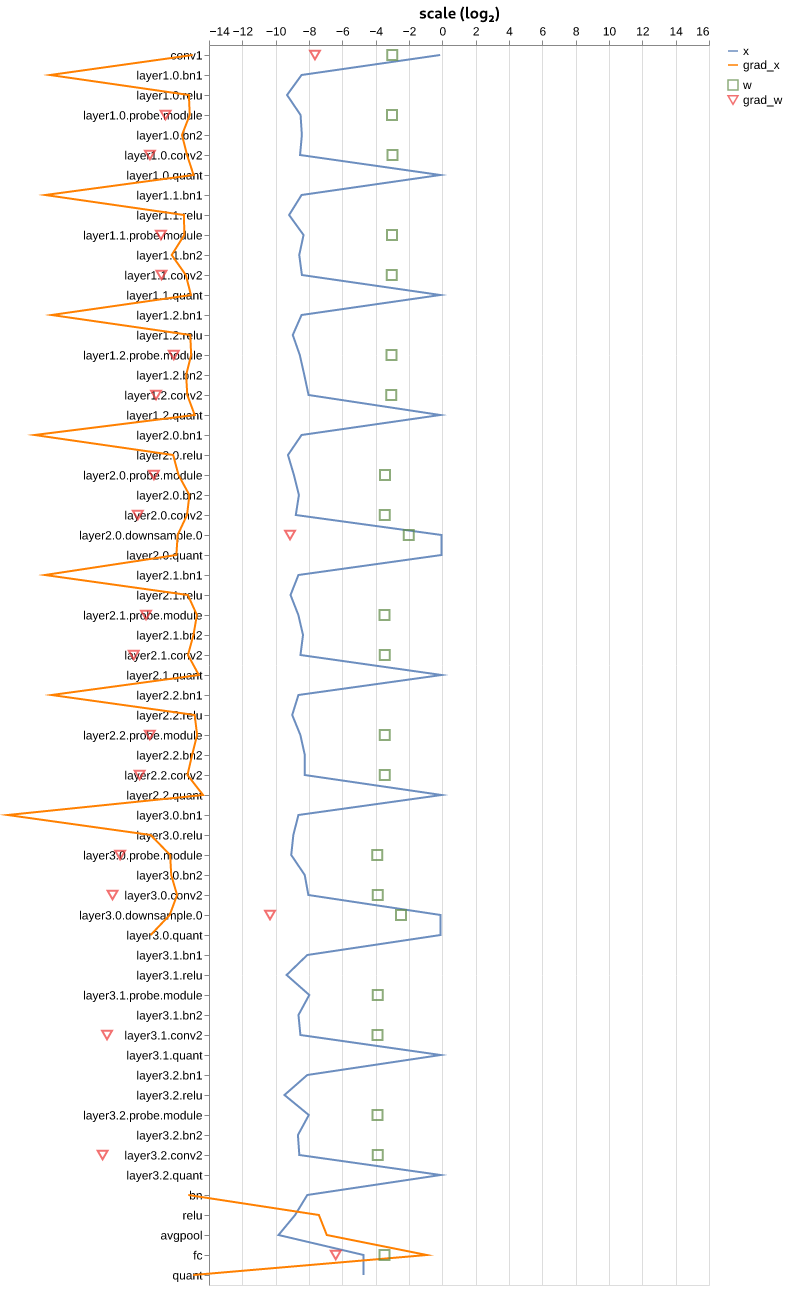 scale (log₂)
−14 −12 −10 −8 −6 −4 −2 0 2 4 6 8 10 12 14 16
conv1
layer1.0.bn1
layer1.0.relu
layer1.0.probe.module
layer1.0.bn2
layer1.0.conv2
layer1.0.quant
layer1.1.bn1
layer1.1.relu
layer1.1.probe.module
layer1.1.bn2
layer1.1.conv2
layer1.1.quant
layer1.2.bn1
layer1.2.relu
layer1.2.probe.module
layer1.2.bn2
layer1.2.conv2
layer1.2.quant
layer2.0.bn1
layer2.0.relu
layer2.0.probe.module
layer2.0.bn2
layer2.0.conv2
layer2.0.downsample.0
layer2.0.quant
layer2.1.bn1
layer2.1.relu
layer2.1.probe.module
layer2.1.bn2
layer2.1.conv2
layer2.1.quant
layer2.2.bn1
layer2.2.relu
layer2.2.probe.module
layer2.2.bn2
layer2.2.conv2
layer2.2.quant
layer3.0.bn1
layer3.0.relu
layer3.0.probe.module
layer3.0.bn2
layer3.0.conv2
layer3.0.downsample.0
layer3.0.quant
layer3.1.bn1
layer3.1.relu
layer3.1.probe.module
layer3.1.bn2
layer3.1.conv2
layer3.1.quant
layer3.2.bn1
layer3.2.relu
layer3.2.probe.module
layer3.2.bn2
layer3.2.conv2
layer3.2.quant
bn
relu
avgpool
fc
quant
x
grad_x
w
grad_w